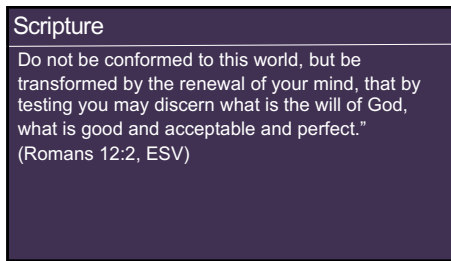 Scripture
Do not be conformed to this world, but be
transformed by the renewal of your mind, that by
testing you may discern what is the will of God,
what is good and acceptable and perfect.”
(Romans 12:2, ESV)